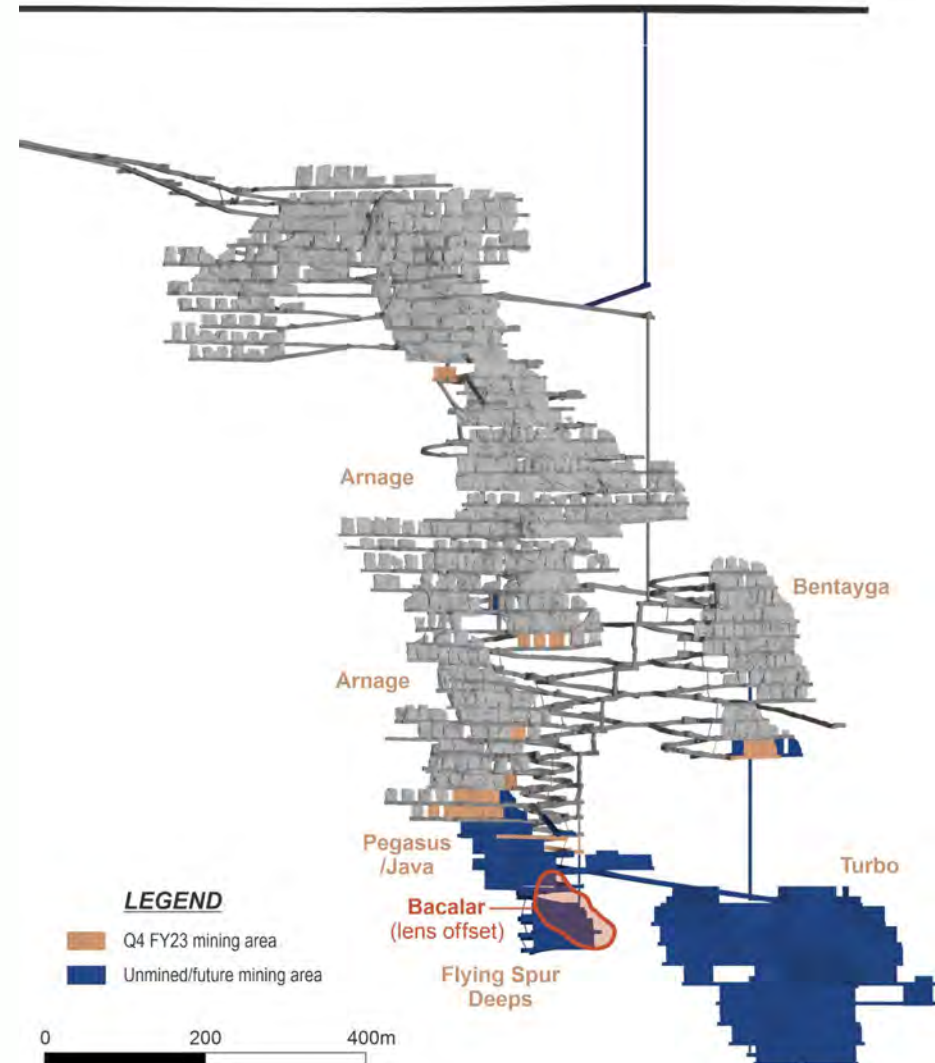 Arnage
Bentayga
Arnage
Pegasus
/Java
Turbo
LEGEND
Bacalar
(lens offset)
Q4 FY23 mining area
Unmined/future mining area
Flying Spur
Deeps
0 200 400m